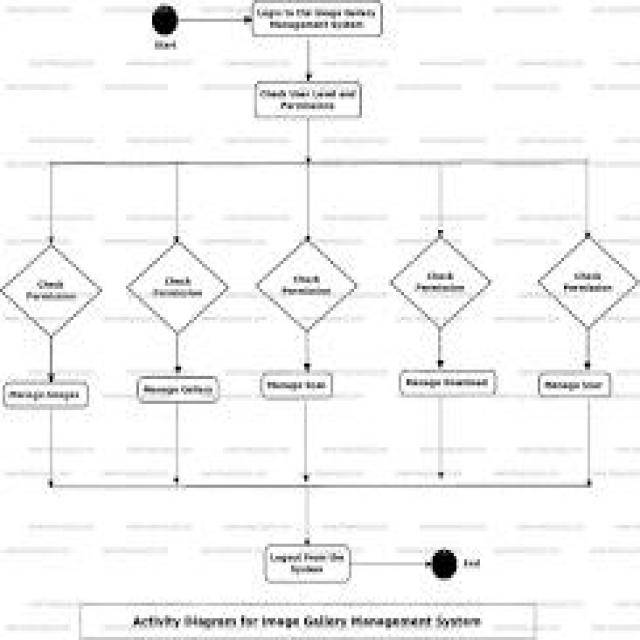 Login to the Image Gallery
Management System
Start
Check User Level and
Permissions
Check
Permission
Check
Permission
Check
Permission
Check
Permission
Check
Permission
Manage Images
Manage Gallery
Manage
Manage Download
Manage User
Logout From the
System
End
Activity Diagram for Image Gallery Management System